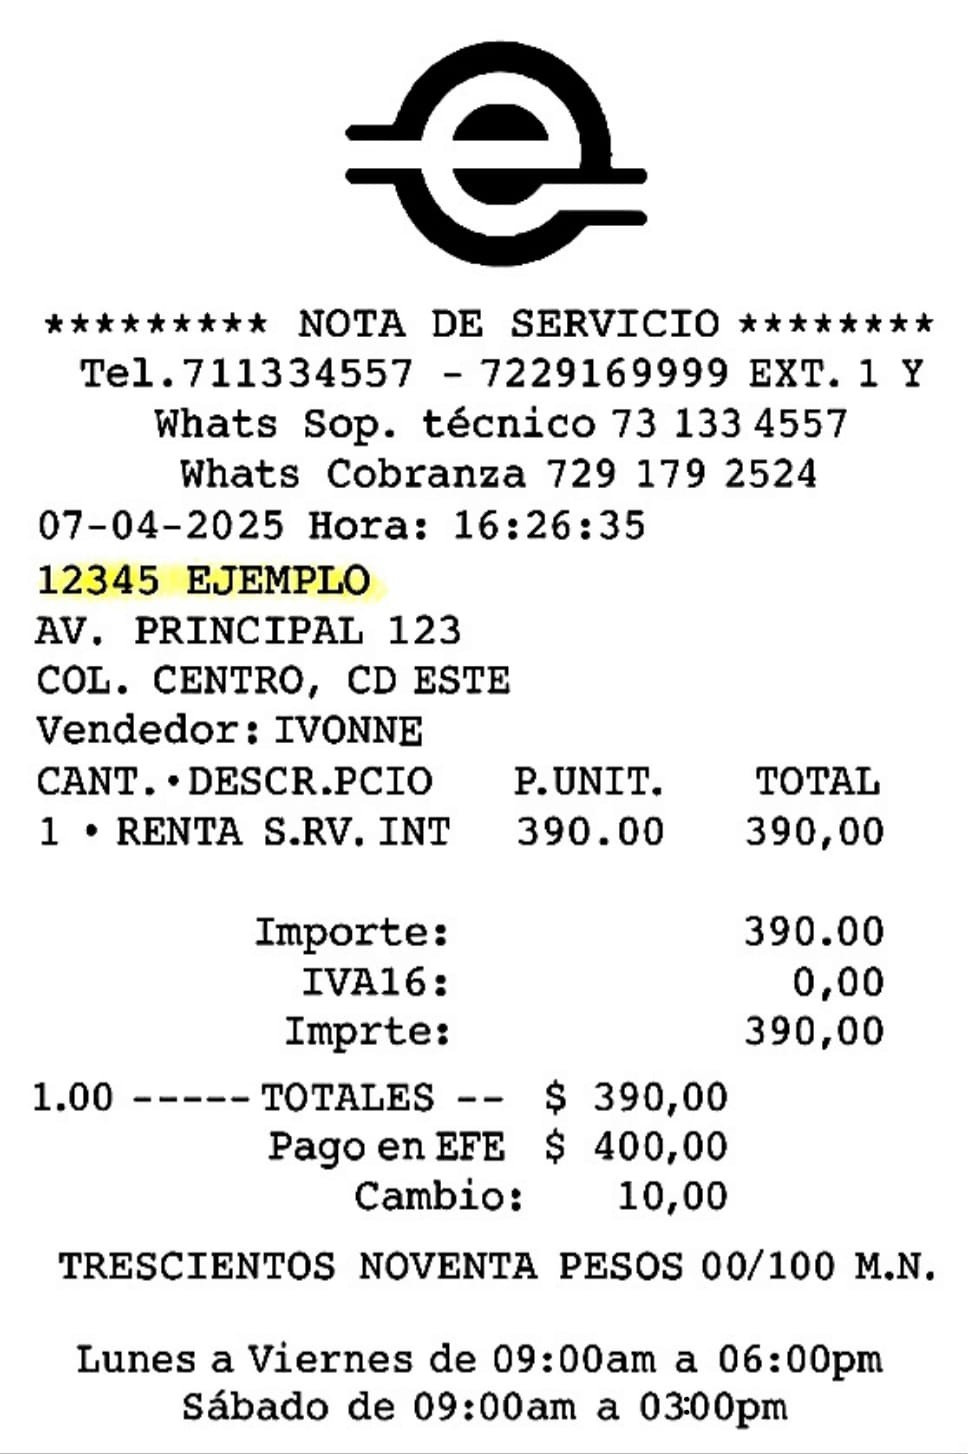 ********* NOTA DE SERVICIO ********
Tel.711334557 - 7229169999 EXT. 1 Y
Whats Sop. técnico 73 133 4557
Whats Cobranza 729 179 2524
07-04-2025 Hora: 16:26:35
12345 EJEMPLO
AV. PRINCIPAL 123
COL. CENTRO, CD ESTE
Vendedor: IVONNE
CANT. • DESCR.PCIO P.UNIT. TOTAL
1 • RENTA S.RV. INT 390.00 390,00
Importe: 390.00
IVA16: 0,00
Imprte: 390,00
1.00 ----- TOTALES -- $ 390,00
Pago en EFE $ 400,00
Cambio: 10,00
TRESCIENTOS NOVENTA PESOS 00/100 M.N.
Lunes a Viernes de 09:00am a 06:00pm
Sábado de 09:00am a 03:00pm